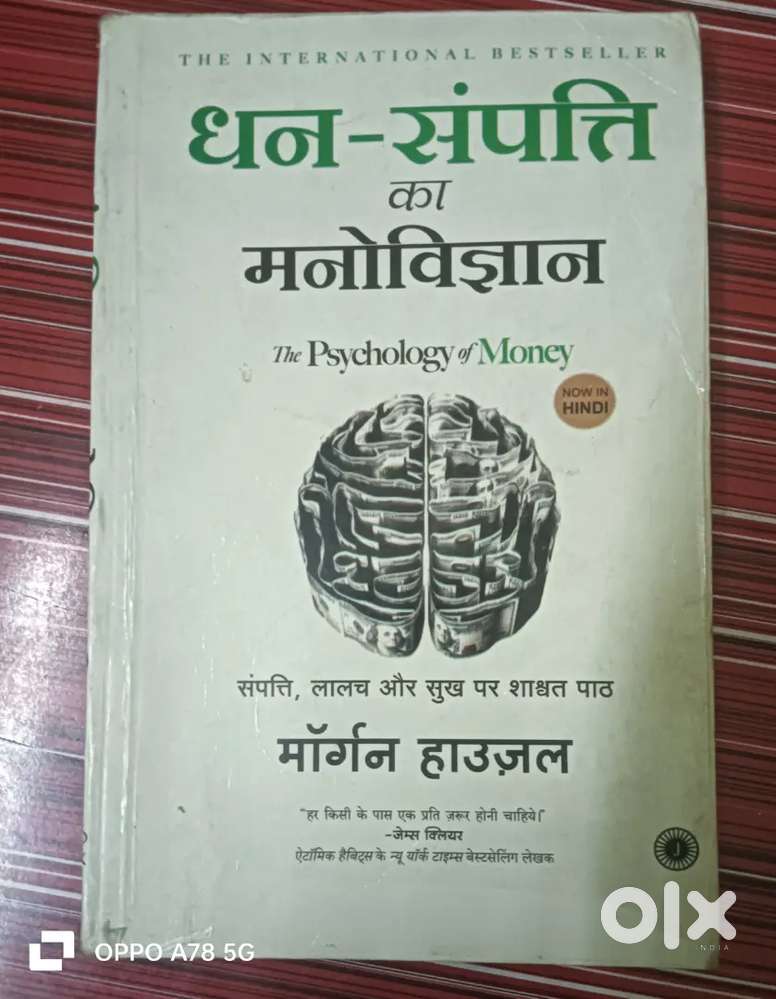 THE INTERNATIONAL BESTSELLER
धन-संपत्ति
का
मनोविज्ञान
The Psychology of Money
NOW IN
HINDI
संपत्ति, लालच और सुख पर शाश्वत पाठ
मॉर्गन हाउज़ल
"हर किसी के पास एक प्रति ज़रूर होनी चाहिये।"
-जेम्स क्लियर
ऐटॉमिक हैबिट्स के न्यू यॉर्क टाइम्स बेस्टसेलिंग लेखक
J
olx
INDIA
OPPO A78 5G